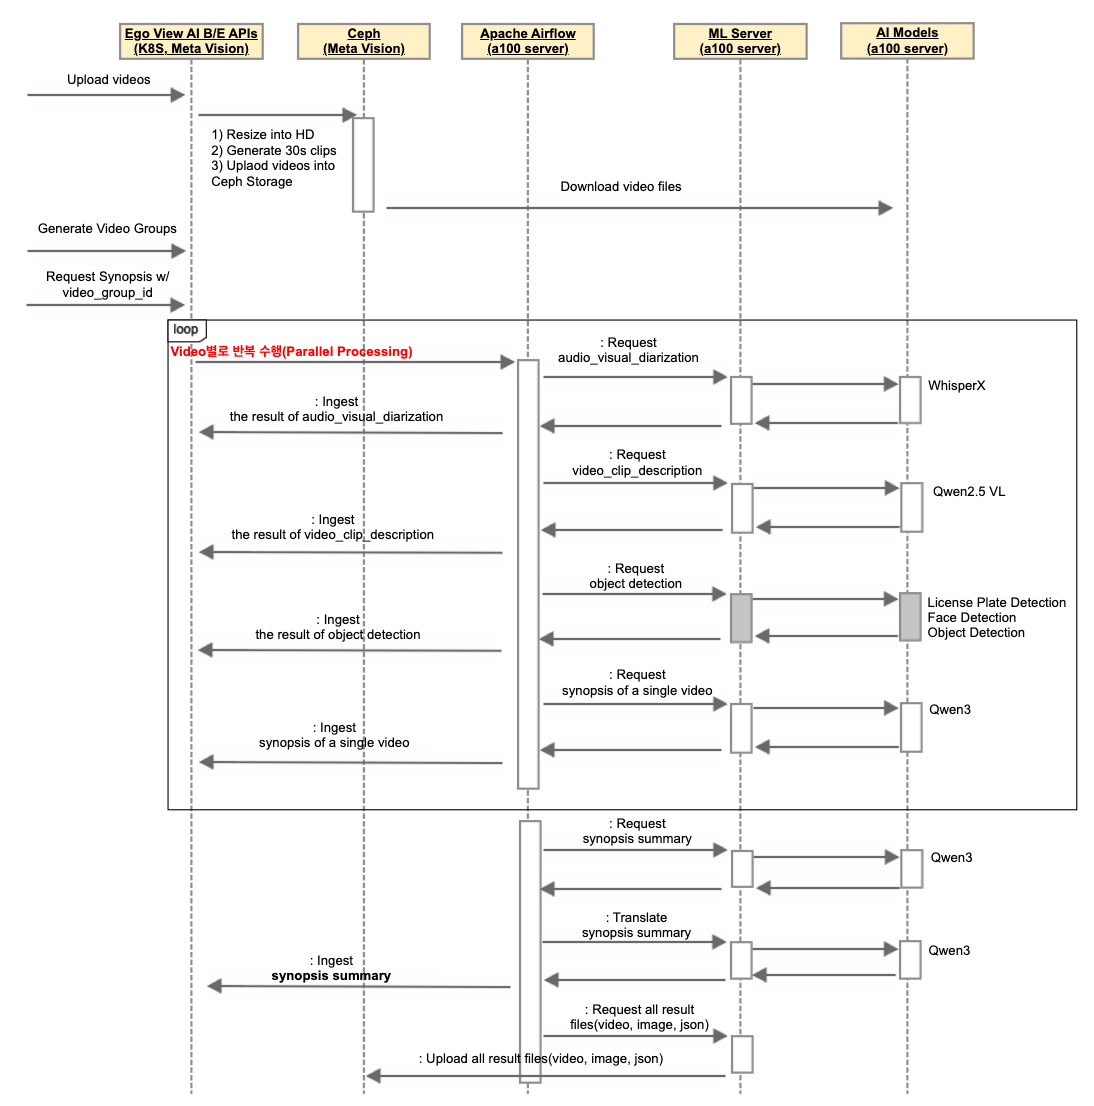 Ego View AI B/E APIs
(K8S, Meta Vision)
Ceph
(Meta Vision)
Apache Airflow
(a100 server)
ML Server
(a100 server)
AI Models
(a100 server)
Upload videos
1) Resize into HD
2) Generate 30s clips
3) Uplaod videos into
Ceph Storage
Download video files
Generate Video Groups
Request Synopsis w/
video_group_id
loop
Video별로 반복 수행(Parallel Processing)
: Request
audio_visual_diarization
WhisperX
: Ingest
the result of audio_visual_diarization
: Request
video_clip_description
Qwen2.5 VL
: Ingest
the result of video_clip_description
: Request
object detection
License Plate Detection
Face Detection
Object Detection
: Ingest
the result of object detection
: Request
synopsis of a single video
Qwen3
: Ingest
synopsis of a single video
: Request
synopsis summary
Qwen3
: Translate
synopsis summary
Qwen3
: Ingest
synopsis summary
: Request all result
files(video, image, json)
: Upload all result files(video, image, json)